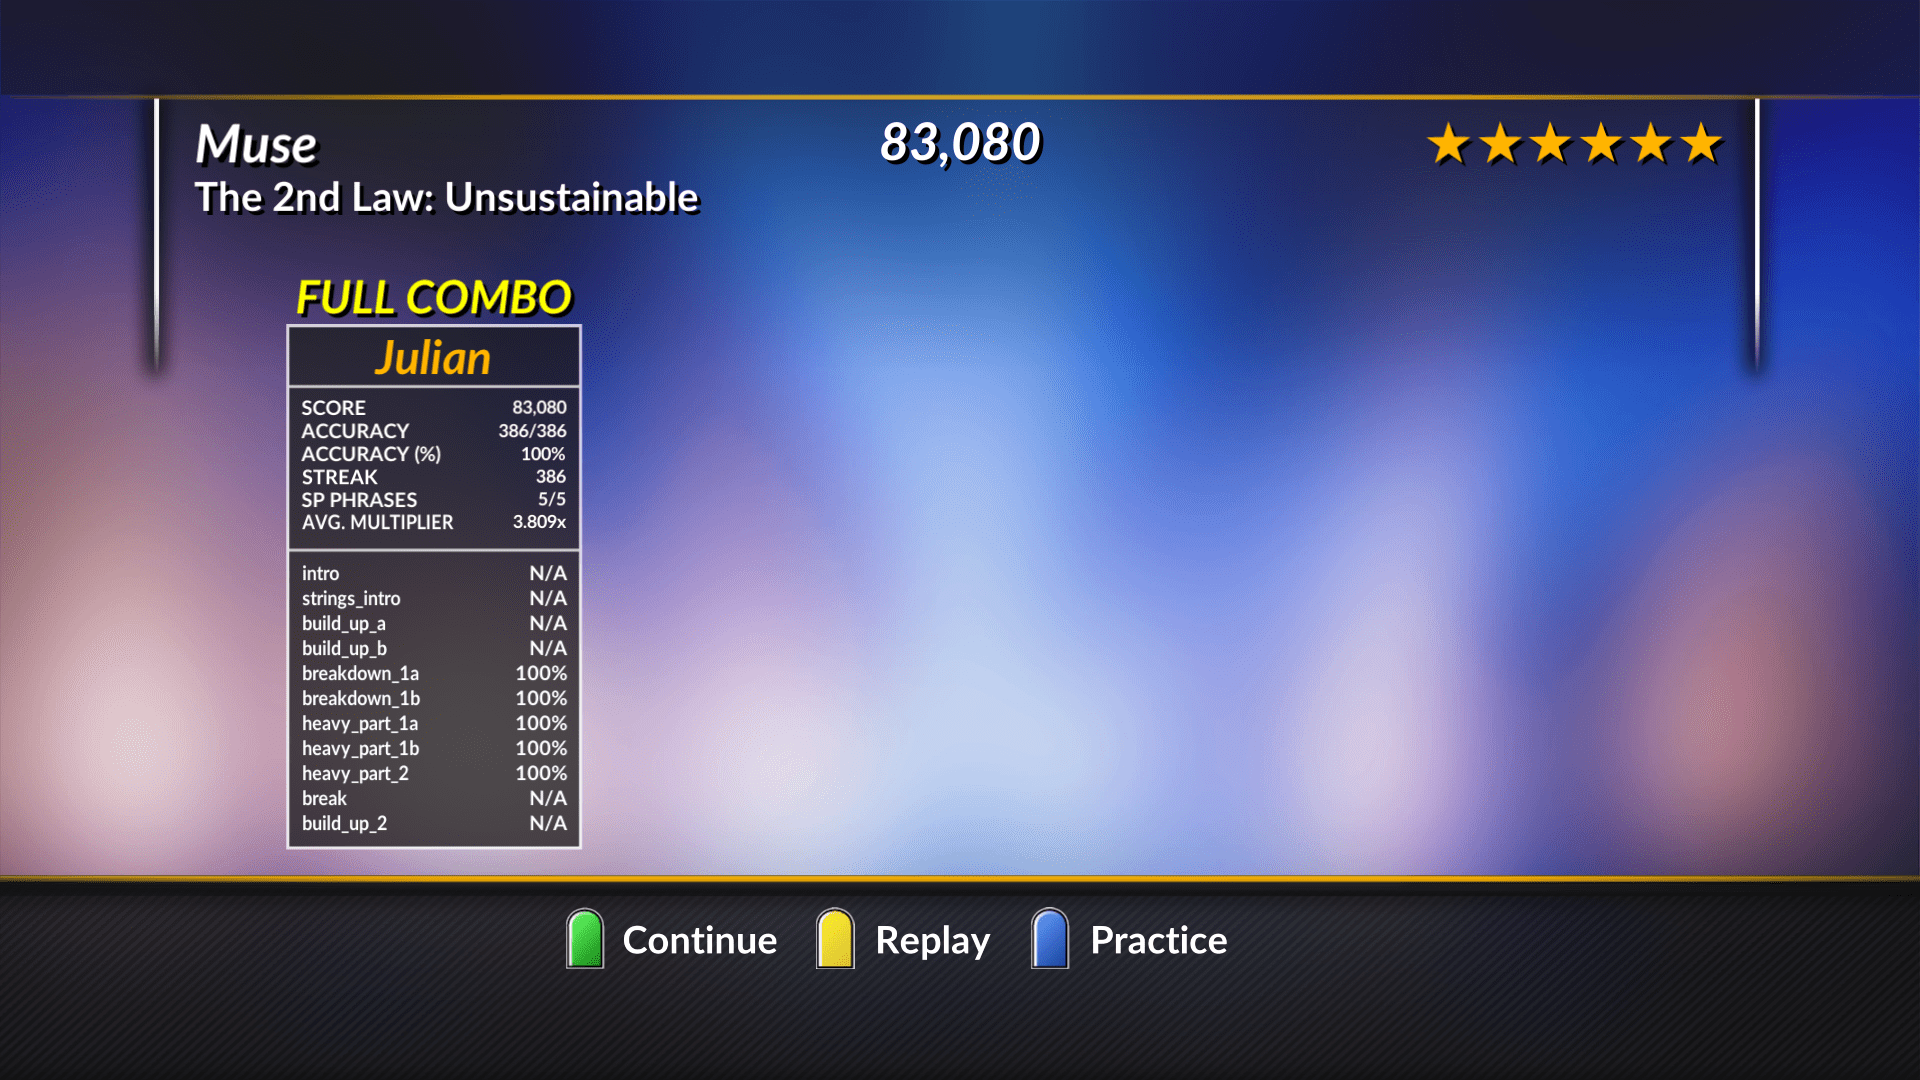 Muse
83,080
The 2nd Law: Unsustainable
FULL COMBO
Julian
SCORE 83,080
ACCURACY 386/386
ACCURACY (%) 100%
STREAK 386
SP PHRASES 5/5
AVG. MULTIPLIER 3.809x
intro N/A
strings_intro N/A
build_up_a N/A
build_up_b N/A
breakdown_1a 100%
breakdown_1b 100%
heavy_part_1a 100%
heavy_part_1b 100%
heavy_part_2 100%
break N/A
build_up_2 N/A
Continue Replay Practice